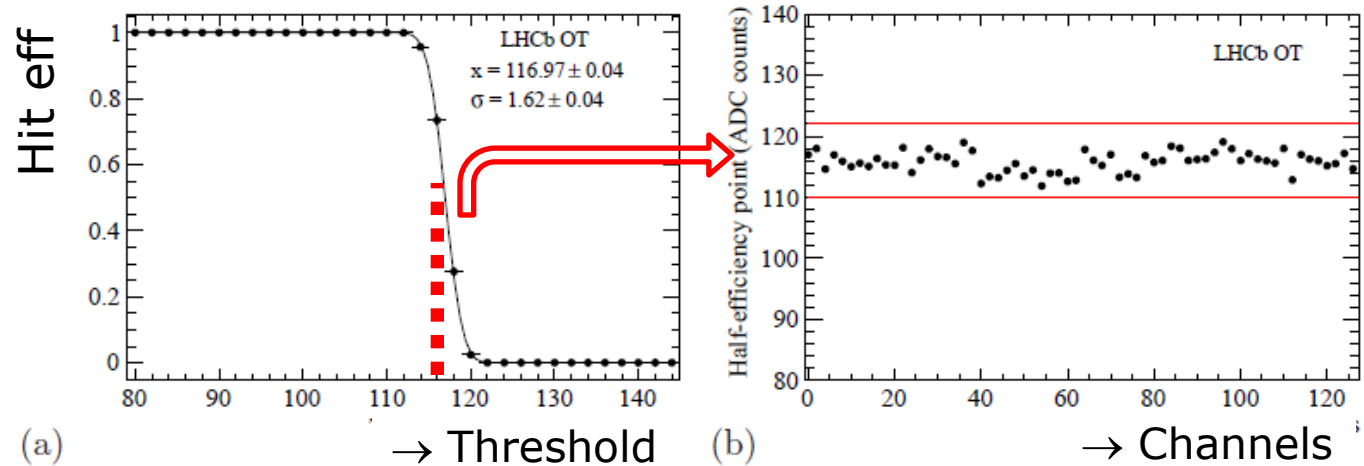 Hit eff
1
0.8
0.6
0.4
0.2
0
LHCb OT
x = 116.97 ± 0.04
σ = 1.62 ± 0.04
80 90 100 110 120 130 140
(a)
→ Threshold
Half-efficiency point (ADC counts)
140
130
120
110
100
90
80
LHCb OT
0 20 40 60 80 100 120
(b)
→ Channels
s